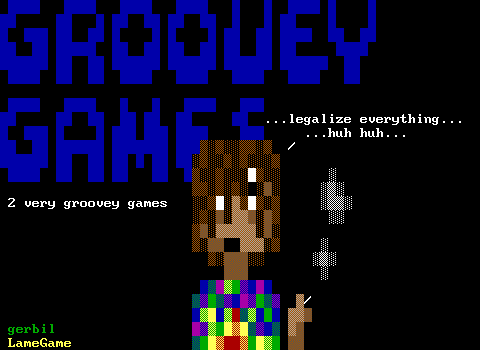 GROOVEY
GAMES
...legalize everything...
...huh huh...
2 very groovey games
gerbil
LameGame